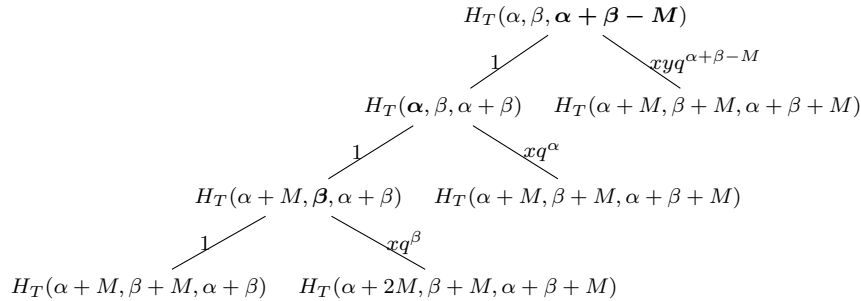 H_T(α, β, α + β − M)
1 xyq^{α+β−M}
H_T(α, β, α + β) H_T(α + M, β + M, α + β + M)
1 xq^α
H_T(α + M, β, α + β) H_T(α + M, β + M, α + β + M)
1 xq^β
H_T(α + M, β + M, α + β) H_T(α + 2M, β + M, α + β + M)